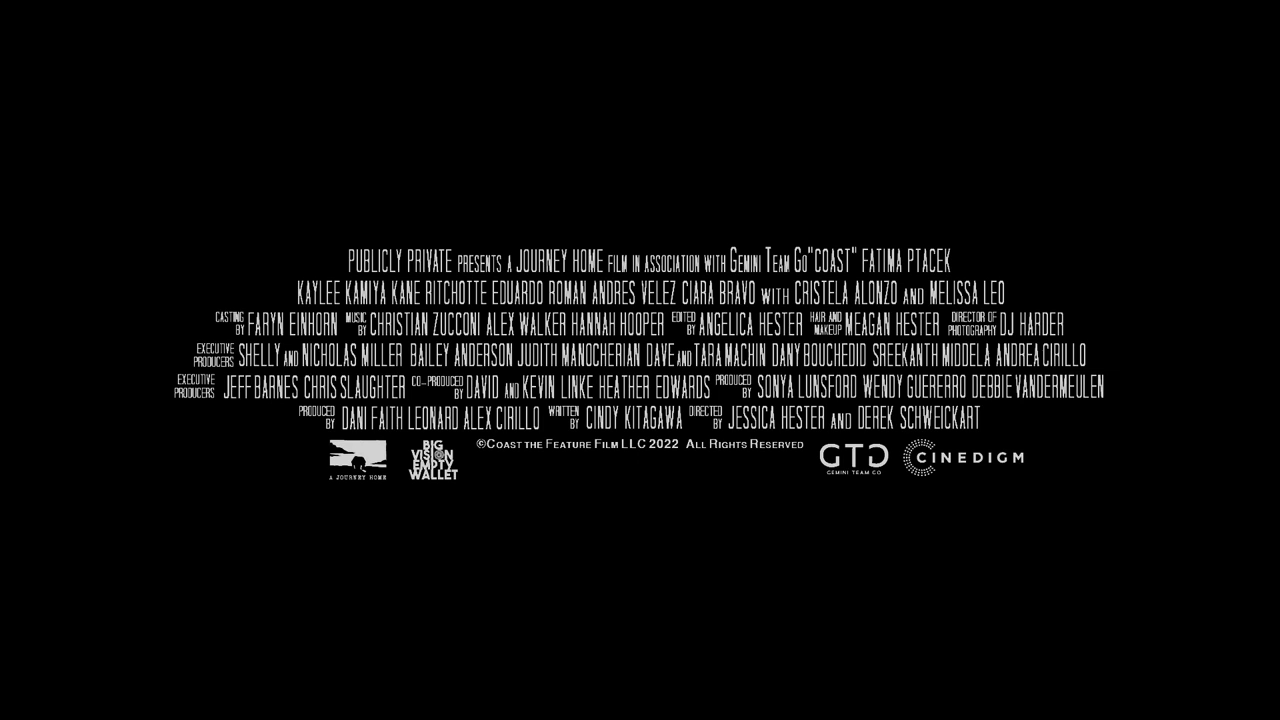 PUBLICLY PRIVATE PRESENTS A JOURNEY HOME FILM IN ASSOCIATION WITH GEMINI TEAM GO "COAST" FATIMA PTACEK
KAYLEE KAMIYA KANE RITCHOTTE EDUARDO ROMAN ANDRES VELEZ CIARA BRAVO WITH CRISTELA ALONZO AND MELISSA LEO
CASTING BY FARYN EINHORN MUSIC BY CHRISTIAN ZUCCONI ALEX WALKER HANNAH HOOPER EDITED BY ANGELICA HESTER HAIR AND MAKEUP MEAGAN HESTER DIRECTOR OF PHOTOGRAPHY DJ HARDER
EXECUTIVE PRODUCERS SHELLY AND NICHOLAS MILLER BAILEY ANDERSON JUDITH MANOCHERIAN DAVE AND TARA MACHIN DANY BOUCHEDID SREEKANTH MIDDELA ANDREA CIRILLO
EXECUTIVE PRODUCERS JEFF BARNES CHRIS SLAUGHTER CO-PRODUCED BY DAVID AND KEVIN LINKE HEATHER EDWARDS PRODUCED BY SONYA LUNSFORD WENDY GUERERRO DEBBIE VANDERMEULEN
PRODUCED BY DANI FAITH LEONARD ALEX CIRILLO WRITTEN BY CINDY KITAGAWA DIRECTED BY JESSICA HESTER AND DEREK SCHWEICKART
©COAST THE FEATURE FILM LLC 2022 ALL RIGHTS RESERVED
A JOURNEY HOME
BIG
VISION
EMPTY
WALLET
GTG
GEMINI TEAM GO
CINEDIGM